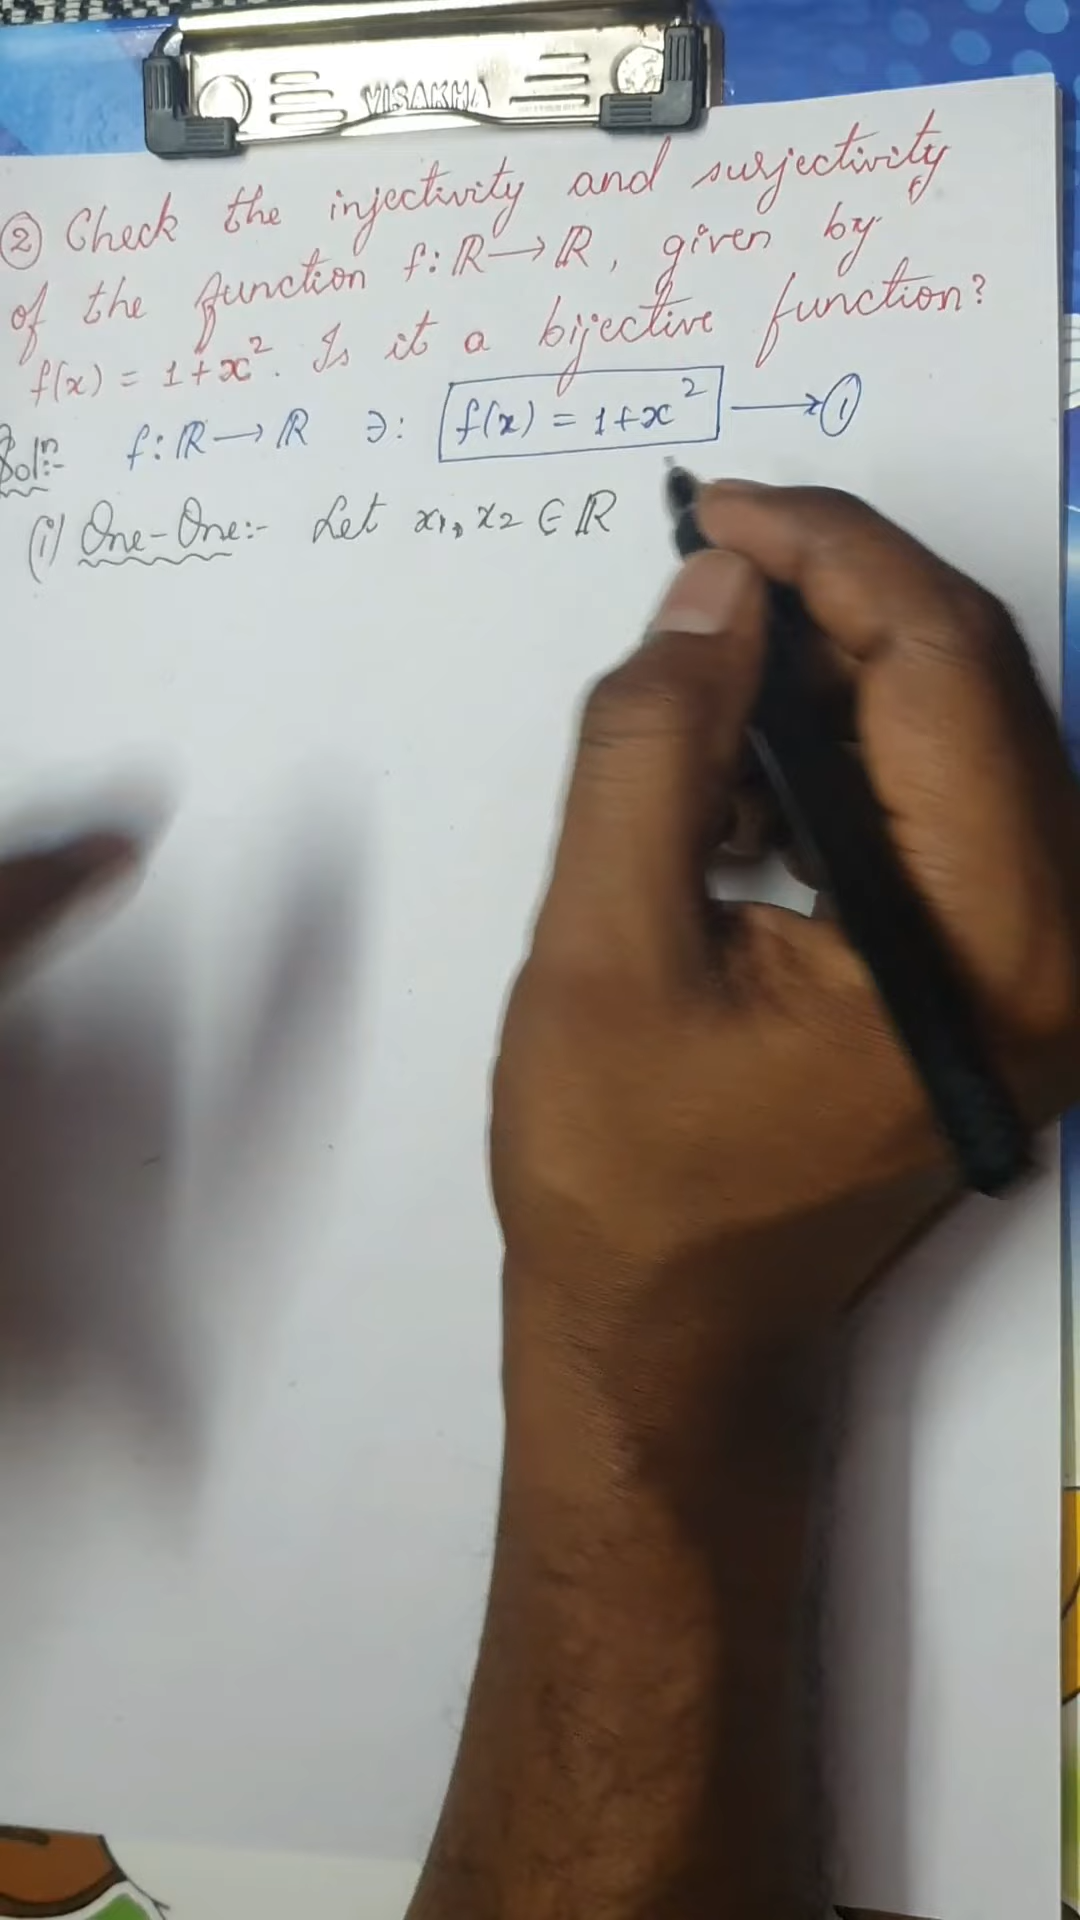 VISAKHA
② Check the injectivity and surjectivity
of the function f: ℝ → ℝ, given by
f(x) = 1+x². Is it a bijective function?
Solⁿ:- f: ℝ → ℝ ∋: f(x) = 1+x² → ①
(i) One-One:- Let x₁, x₂ ∈ ℝ